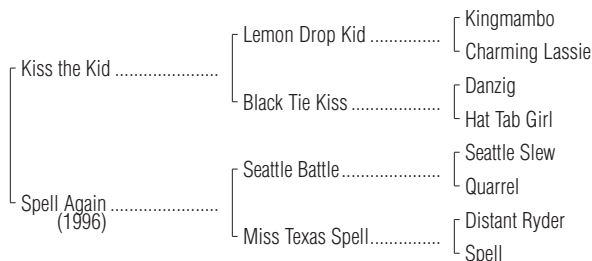 Kingmambo
Lemon Drop Kid ...............
Charming Lassie
Kiss the Kid ......................
Danzig
Black Tie Kiss ...................
Hat Tab Girl
Seattle Slew
Seattle Battle.....................
Quarrel
Spell Again .......................
(1996)
Distant Ryder
Miss Texas Spell...............
Spell